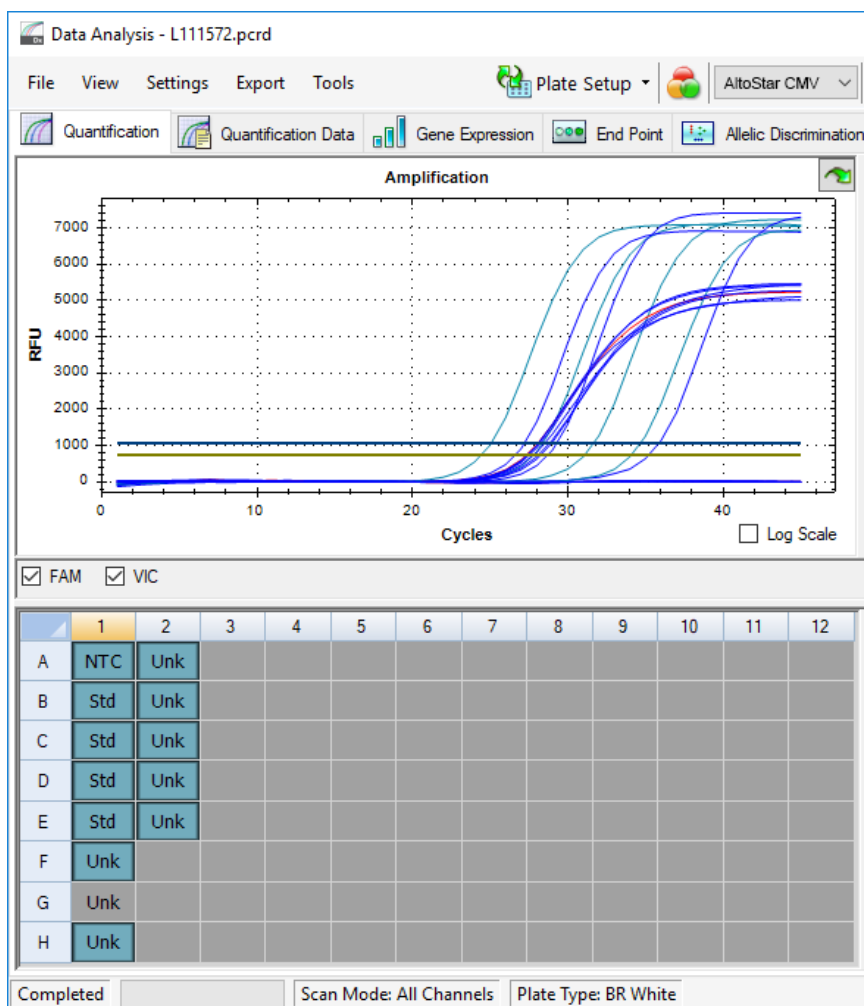 Data Analysis - L111572.pcrd
File View Settings Export Tools Plate Setup AltoStar CMV
Quantification Quantification Data Gene Expression End Point Allelic Discrimination
Amplification
7000
6000
5000
4000
3000
2000
1000
0
RFU
0 10 20 30 40
Cycles
Log Scale
FAM VIC
1 2 3 4 5 6 7 8 9 10 11 12
A NTC Unk
B Std Unk
C Std Unk
D Std Unk
E Std Unk
F Unk
G Unk
H Unk
Completed Scan Mode: All Channels Plate Type: BR White